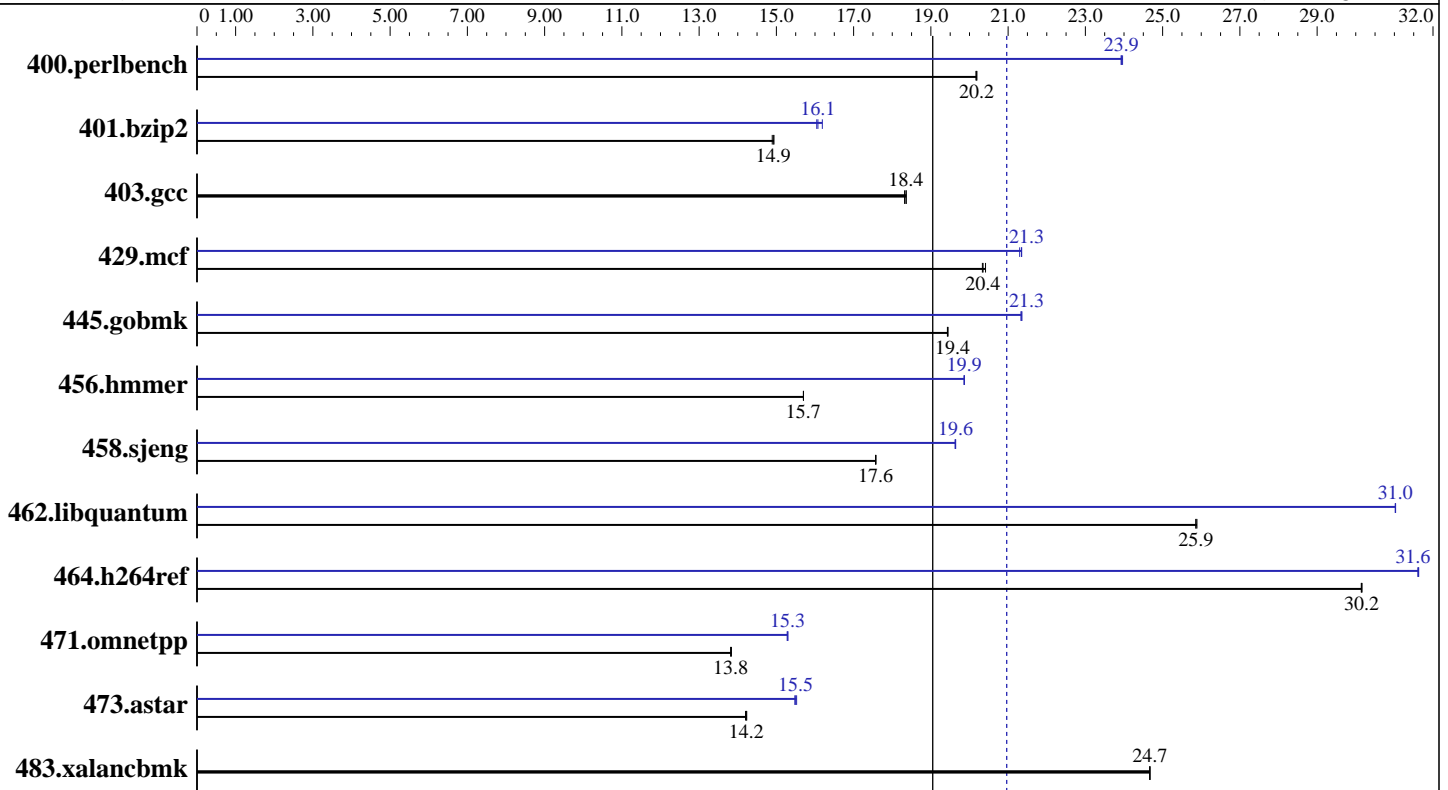 0 1.00 3.00 5.00 7.00 9.00 11.0 13.0 15.0 17.0 19.0 21.0 23.0 25.0 27.0 29.0 32.0
23.9
400.perlbench
20.2
16.1
401.bzip2
14.9
18.4
403.gcc
21.3
429.mcf
20.4
21.3
445.gobmk
19.4
19.9
456.hmmer
15.7
19.6
458.sjeng
17.6
31.0
462.libquantum
25.9
31.6
464.h264ref
30.2
15.3
471.omnetpp
13.8
15.5
473.astar
14.2
24.7
483.xalancbmk